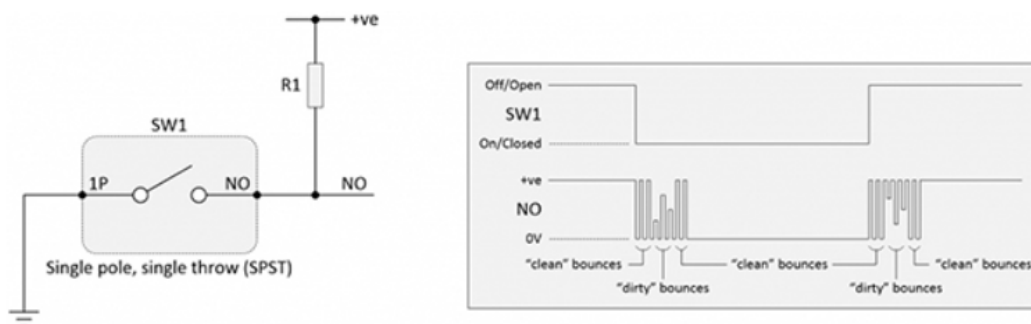 +ve
R1
SW1
1P
NO
NO
Single pole, single throw (SPST)
Off/Open
SW1
On/Closed
+ve
NO
0V
"clean" bounces
"clean" bounces
"clean" bounces
"dirty" bounces
"dirty" bounces